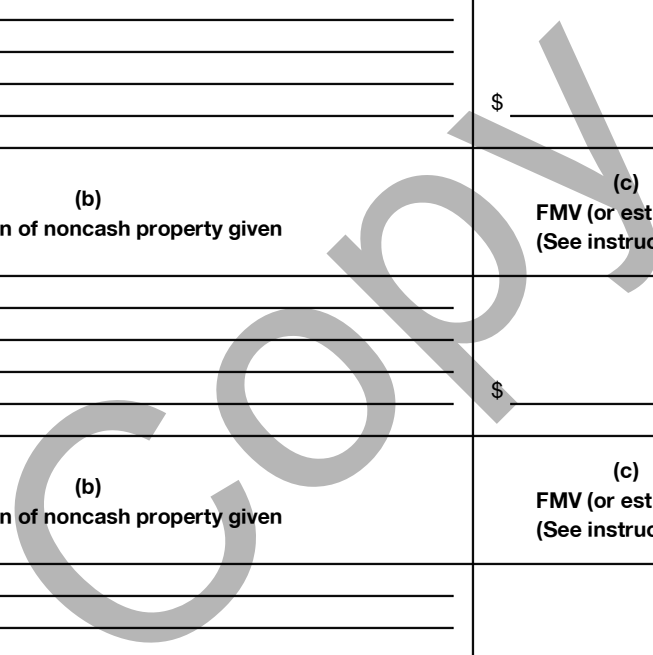 $
(b)
n of noncash property given
(c)
FMV (or est
(See instruc
$
(b)
n of noncash property given
(c)
FMV (or est
(See instruc
Copy